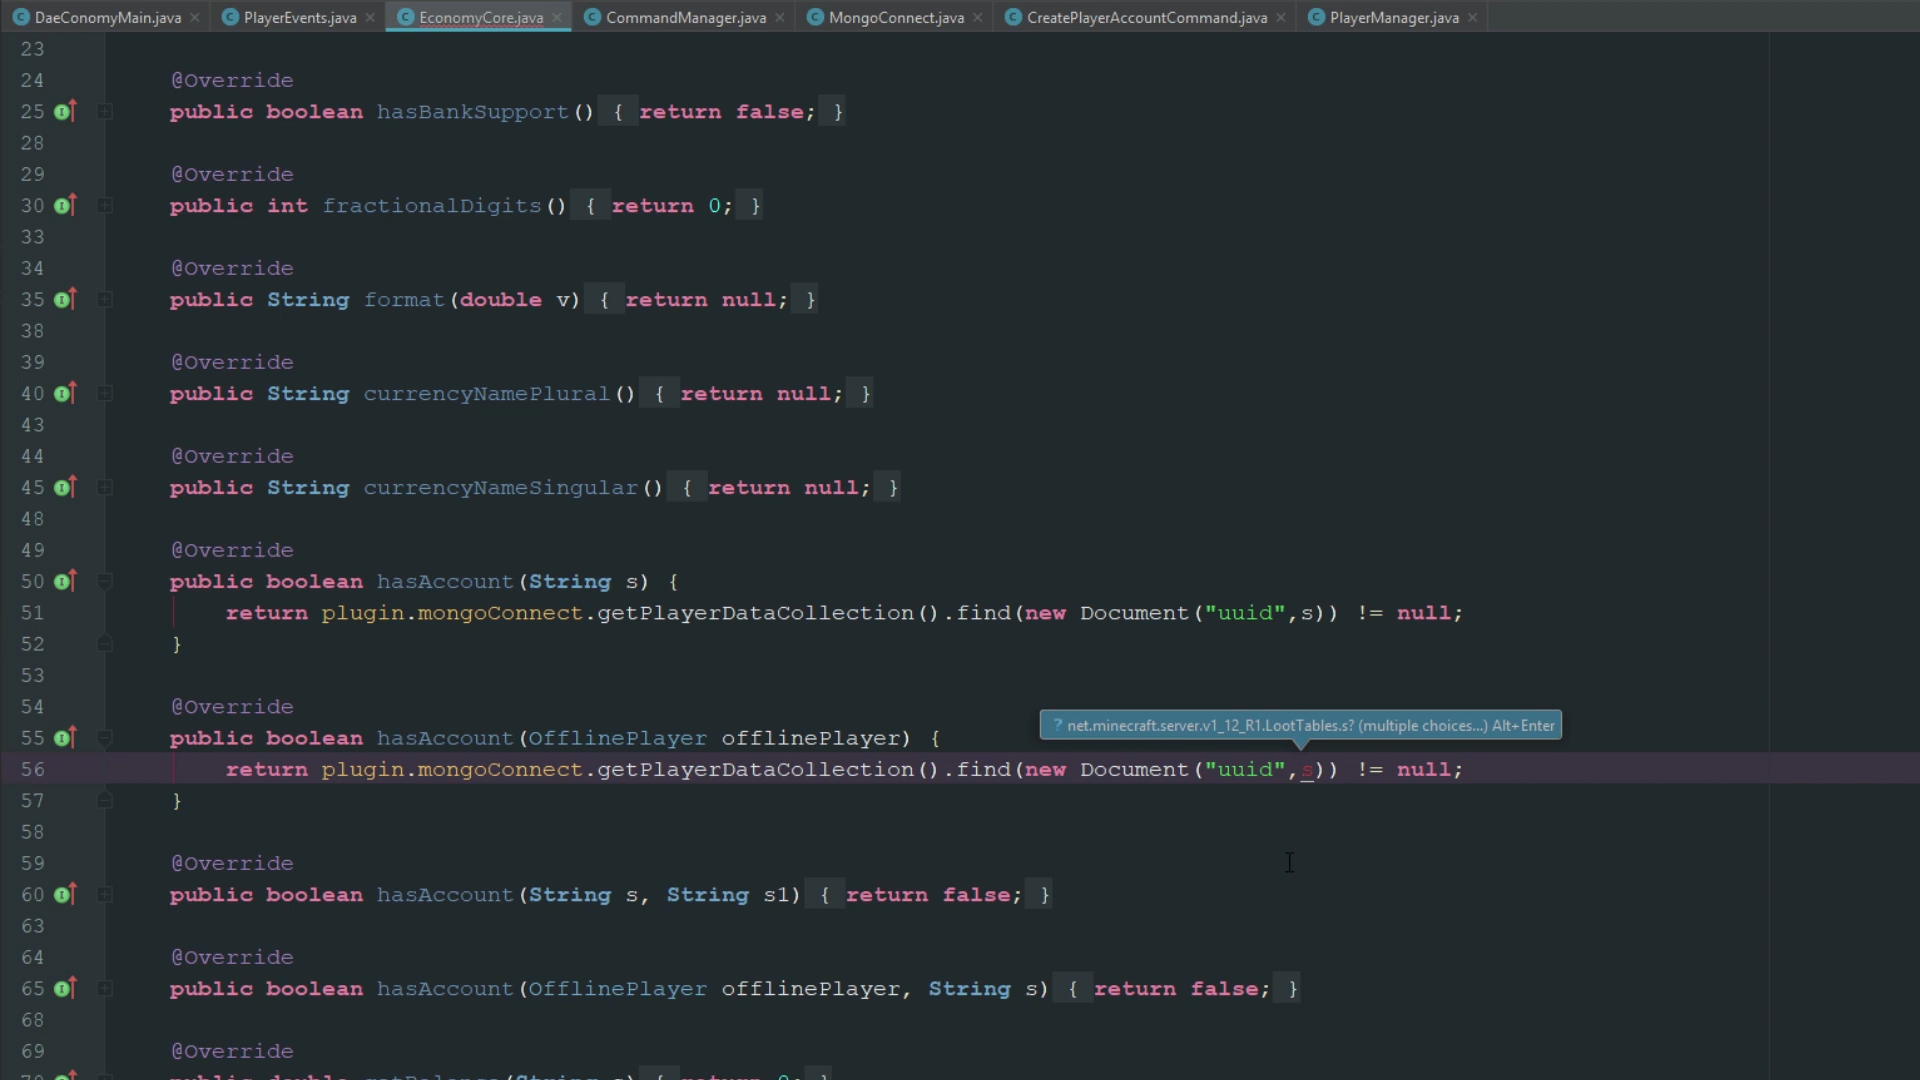 DaeConomyMain.java PlayerEvents.java EconomyCore.java CommandManager.java MongoConnect.java CreatePlayerAccountCommand.java PlayerManager.java
23
24 @Override
25 public boolean hasBankSupport() { return false; }
28
29 @Override
30 public int fractionalDigits() { return 0; }
33
34 @Override
35 public String format(double v) { return null; }
38
39 @Override
40 public String currencyNamePlural() { return null; }
43
44 @Override
45 public String currencyNameSingular() { return null; }
48
49 @Override
50 public boolean hasAccount(String s) {
51 return plugin.mongoConnect.getPlayerDataCollection().find(new Document("uuid",s)) != null;
52 }
53
54 @Override
? net.minecraft.server.v1_12_R1.LootTables.s? (multiple choices...) Alt+Enter
55 public boolean hasAccount(OfflinePlayer offlinePlayer) {
56 return plugin.mongoConnect.getPlayerDataCollection().find(new Document("uuid",s)) != null;
57 }
58
59 @Override
60 public boolean hasAccount(String s, String s1) { return false; }
63
64 @Override
65 public boolean hasAccount(OfflinePlayer offlinePlayer, String s) { return false; }
68
69 @Override
70 public double getBalance(String s) { return 0; }